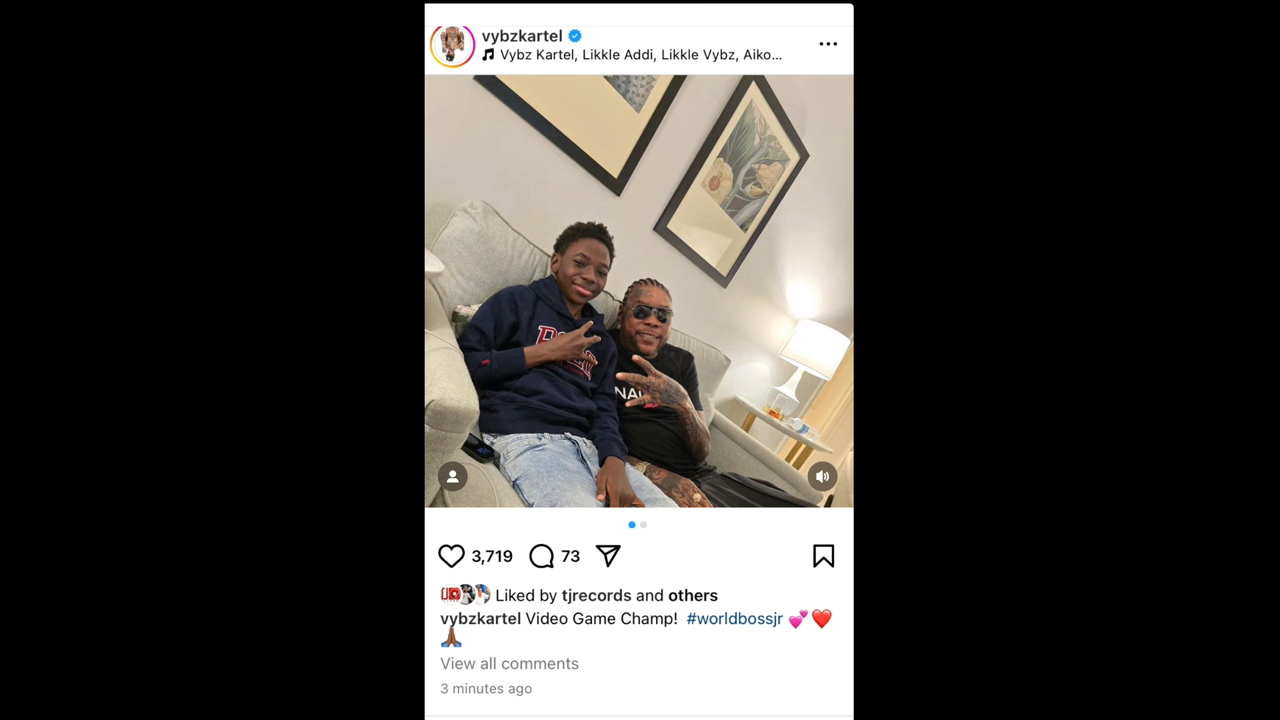 vybzkartel
Vybz Kartel, Likkle Addi, Likkle Vybz, Aiko...
NA
3,719
73
Liked by tjrecords and others
vybzkartel Video Game Champ! #worldbossjr 💕❤️
🙏🏾
View all comments
3 minutes ago